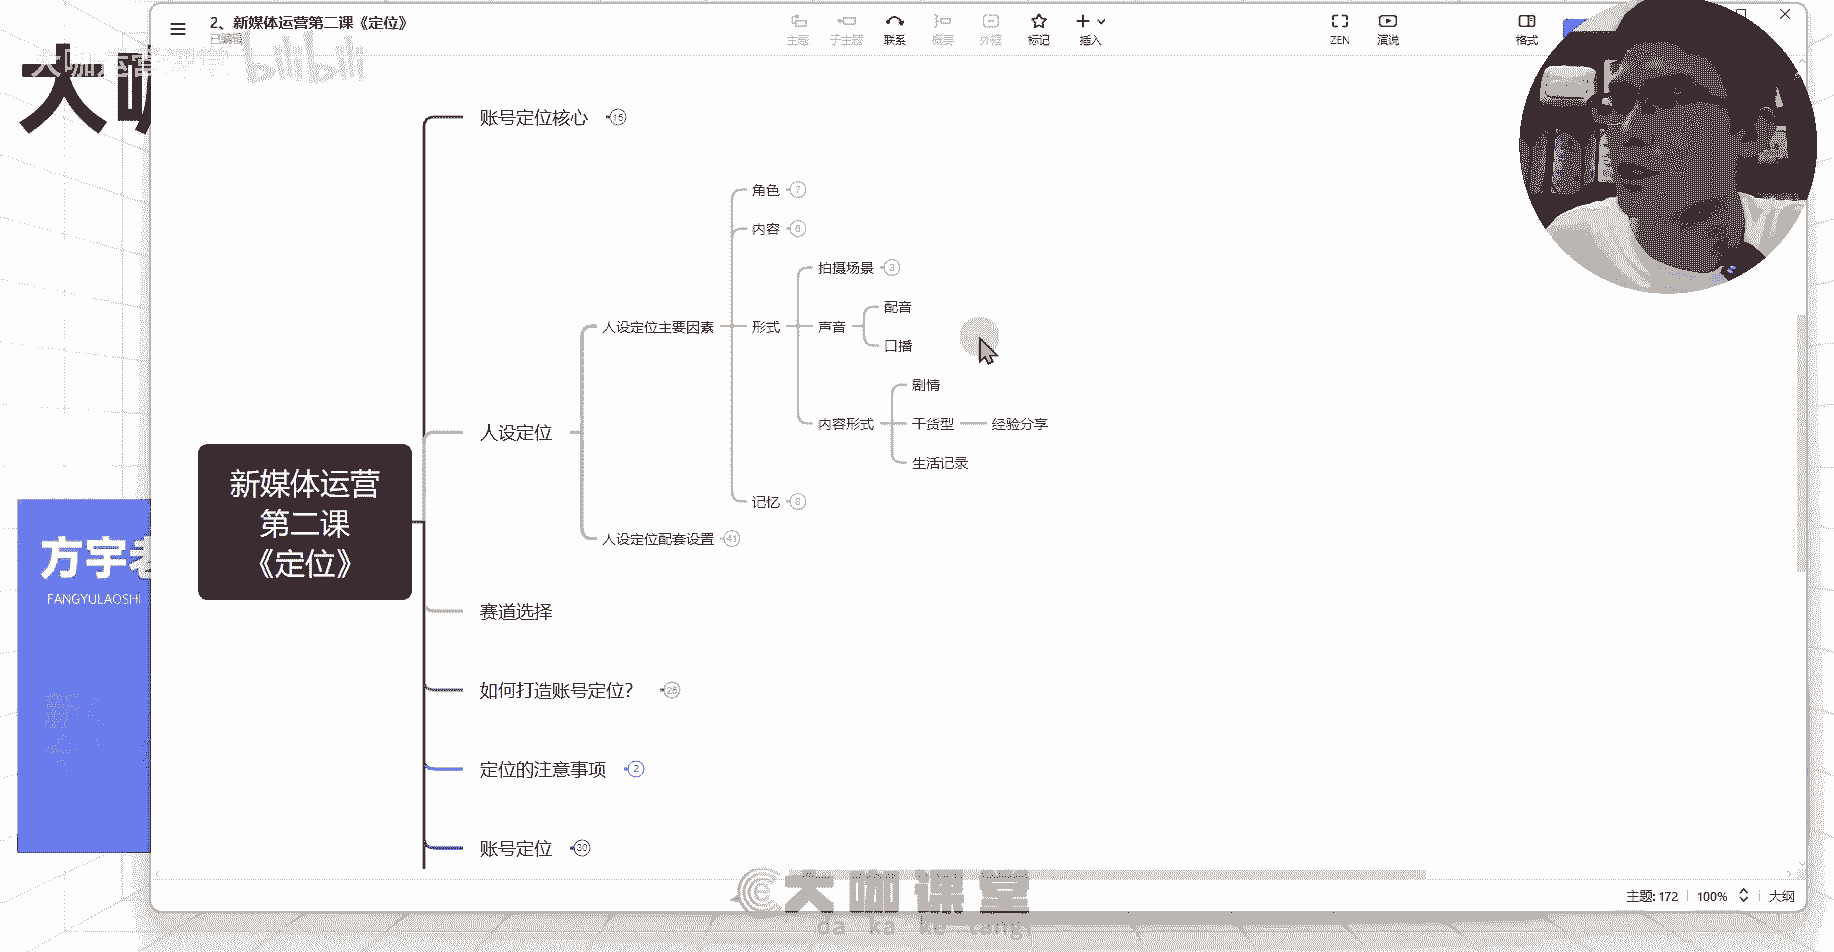 2、新媒体运营第二课《定位》
已编辑
主题
子主题
联系
概要
外框
标记
插入
ZEN
演说
格式
大咖运营课堂
bilibili
大咖
账号定位核心
15
角色
7
内容
拍摄场景
3
配音
人设定位主要因素
形式
声音
口播
剧情
人设定位
内容形式
干货型
经验分享
生活记录
记忆
人设定位配套设置
41
新媒体运营
第二课
《定位》
方宇老
FANGYULAOSHI
赛道选择
如何打造账号定位？
定位的注意事项
2
账号定位
30
大咖课堂
da ka ke tang
主题: 172
100%
大纲